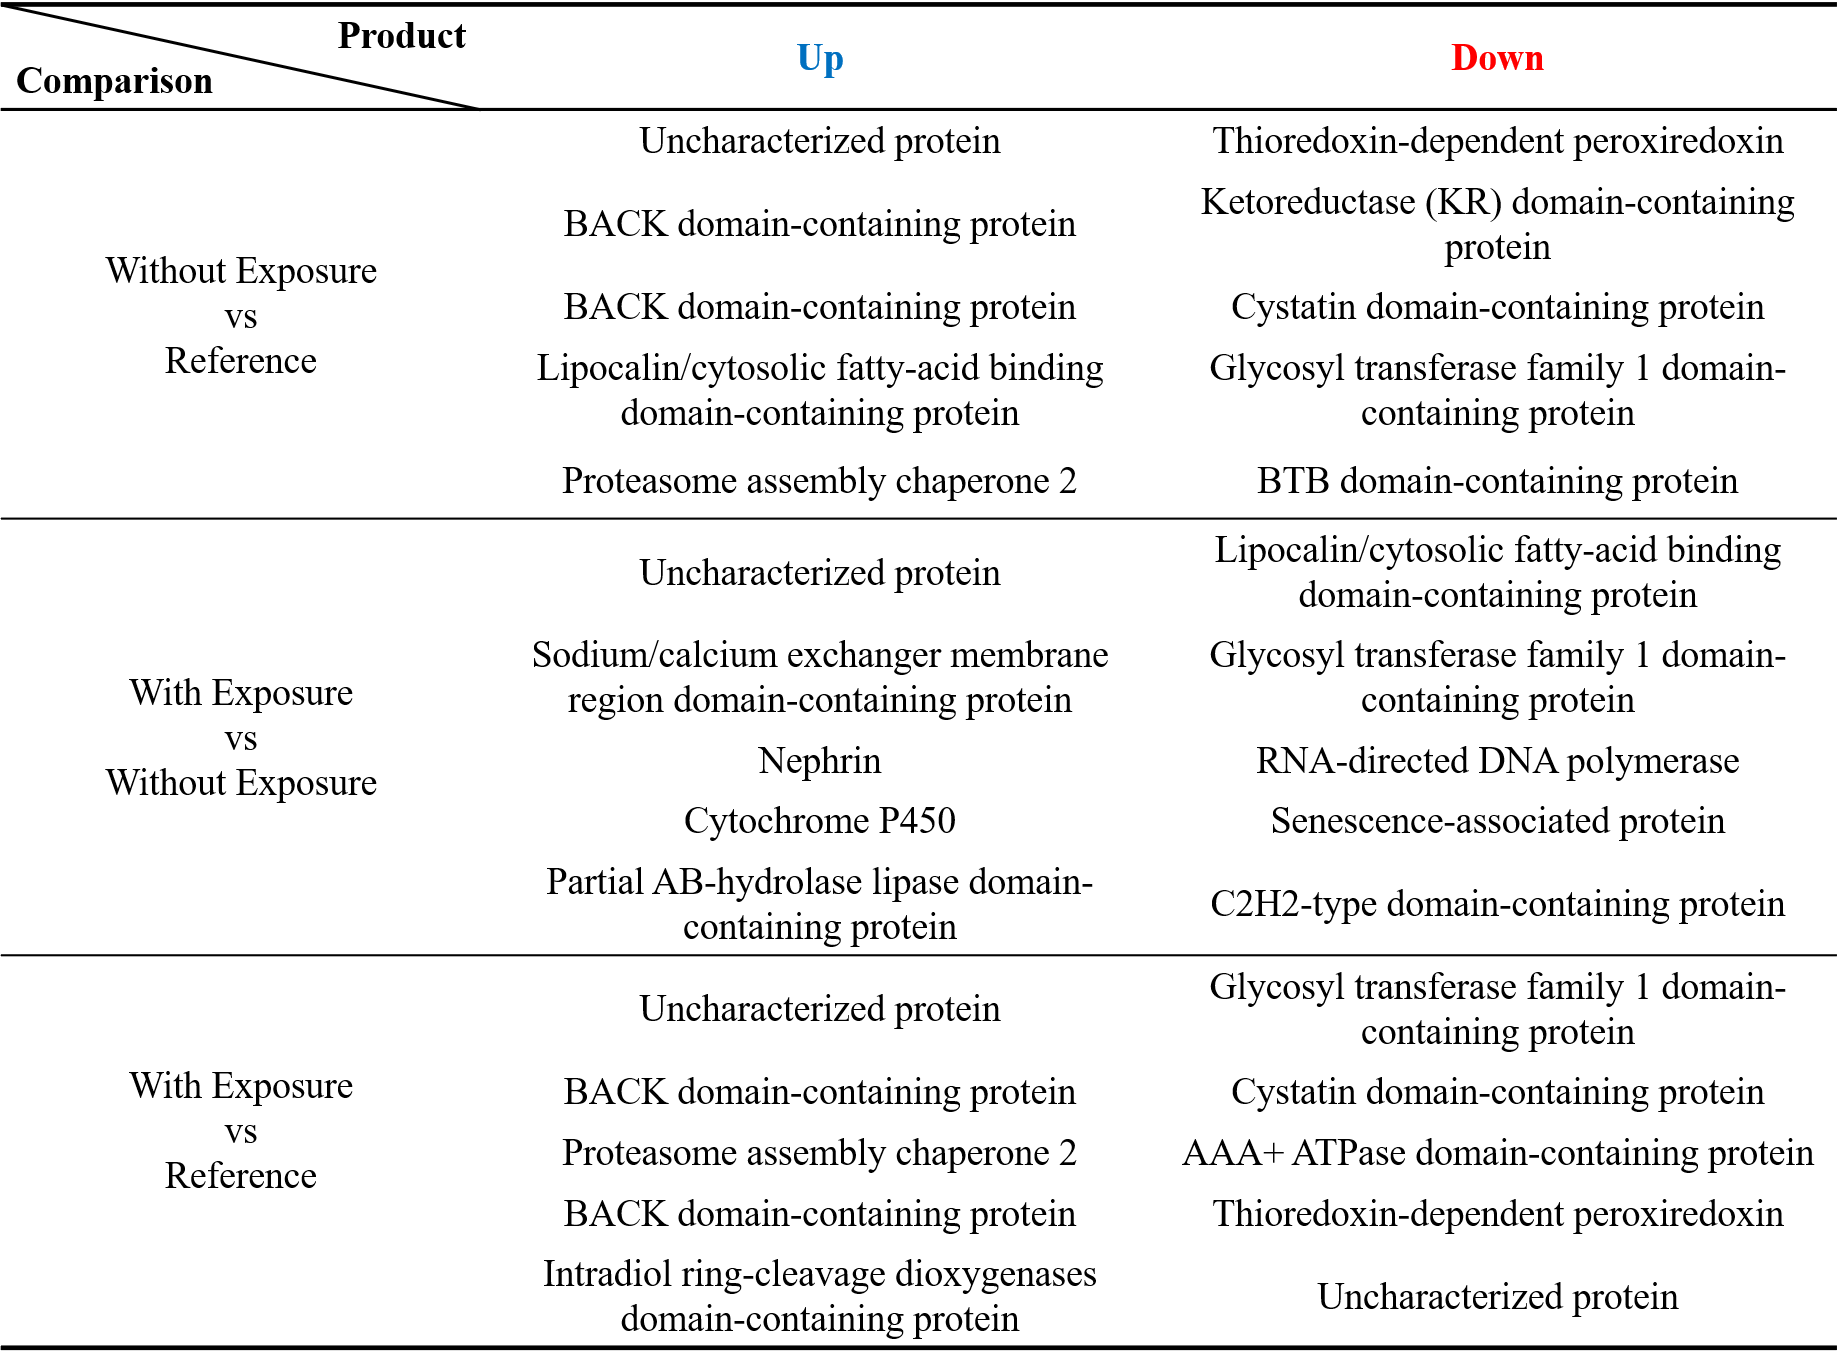 Product
Comparison
Up
Down
Without Exposure
vs
Reference
Uncharacterized protein
Thioredoxin-dependent peroxiredoxin
BACK domain-containing protein
Ketoreductase (KR) domain-containing
protein
BACK domain-containing protein
Cystatin domain-containing protein
Lipocalin/cytosolic fatty-acid binding
domain-containing protein
Glycosyl transferase family 1 domain-
containing protein
Proteasome assembly chaperone 2
BTB domain-containing protein
With Exposure
vs
Without Exposure
Uncharacterized protein
Lipocalin/cytosolic fatty-acid binding
domain-containing protein
Sodium/calcium exchanger membrane
region domain-containing protein
Glycosyl transferase family 1 domain-
containing protein
Nephrin
RNA-directed DNA polymerase
Cytochrome P450
Senescence-associated protein
Partial AB-hydrolase lipase domain-
containing protein
C2H2-type domain-containing protein
With Exposure
vs
Reference
Uncharacterized protein
Glycosyl transferase family 1 domain-
containing protein
BACK domain-containing protein
Cystatin domain-containing protein
Proteasome assembly chaperone 2
AAA+ ATPase domain-containing protein
BACK domain-containing protein
Thioredoxin-dependent peroxiredoxin
Intradiol ring-cleavage dioxygenases
domain-containing protein
Uncharacterized protein